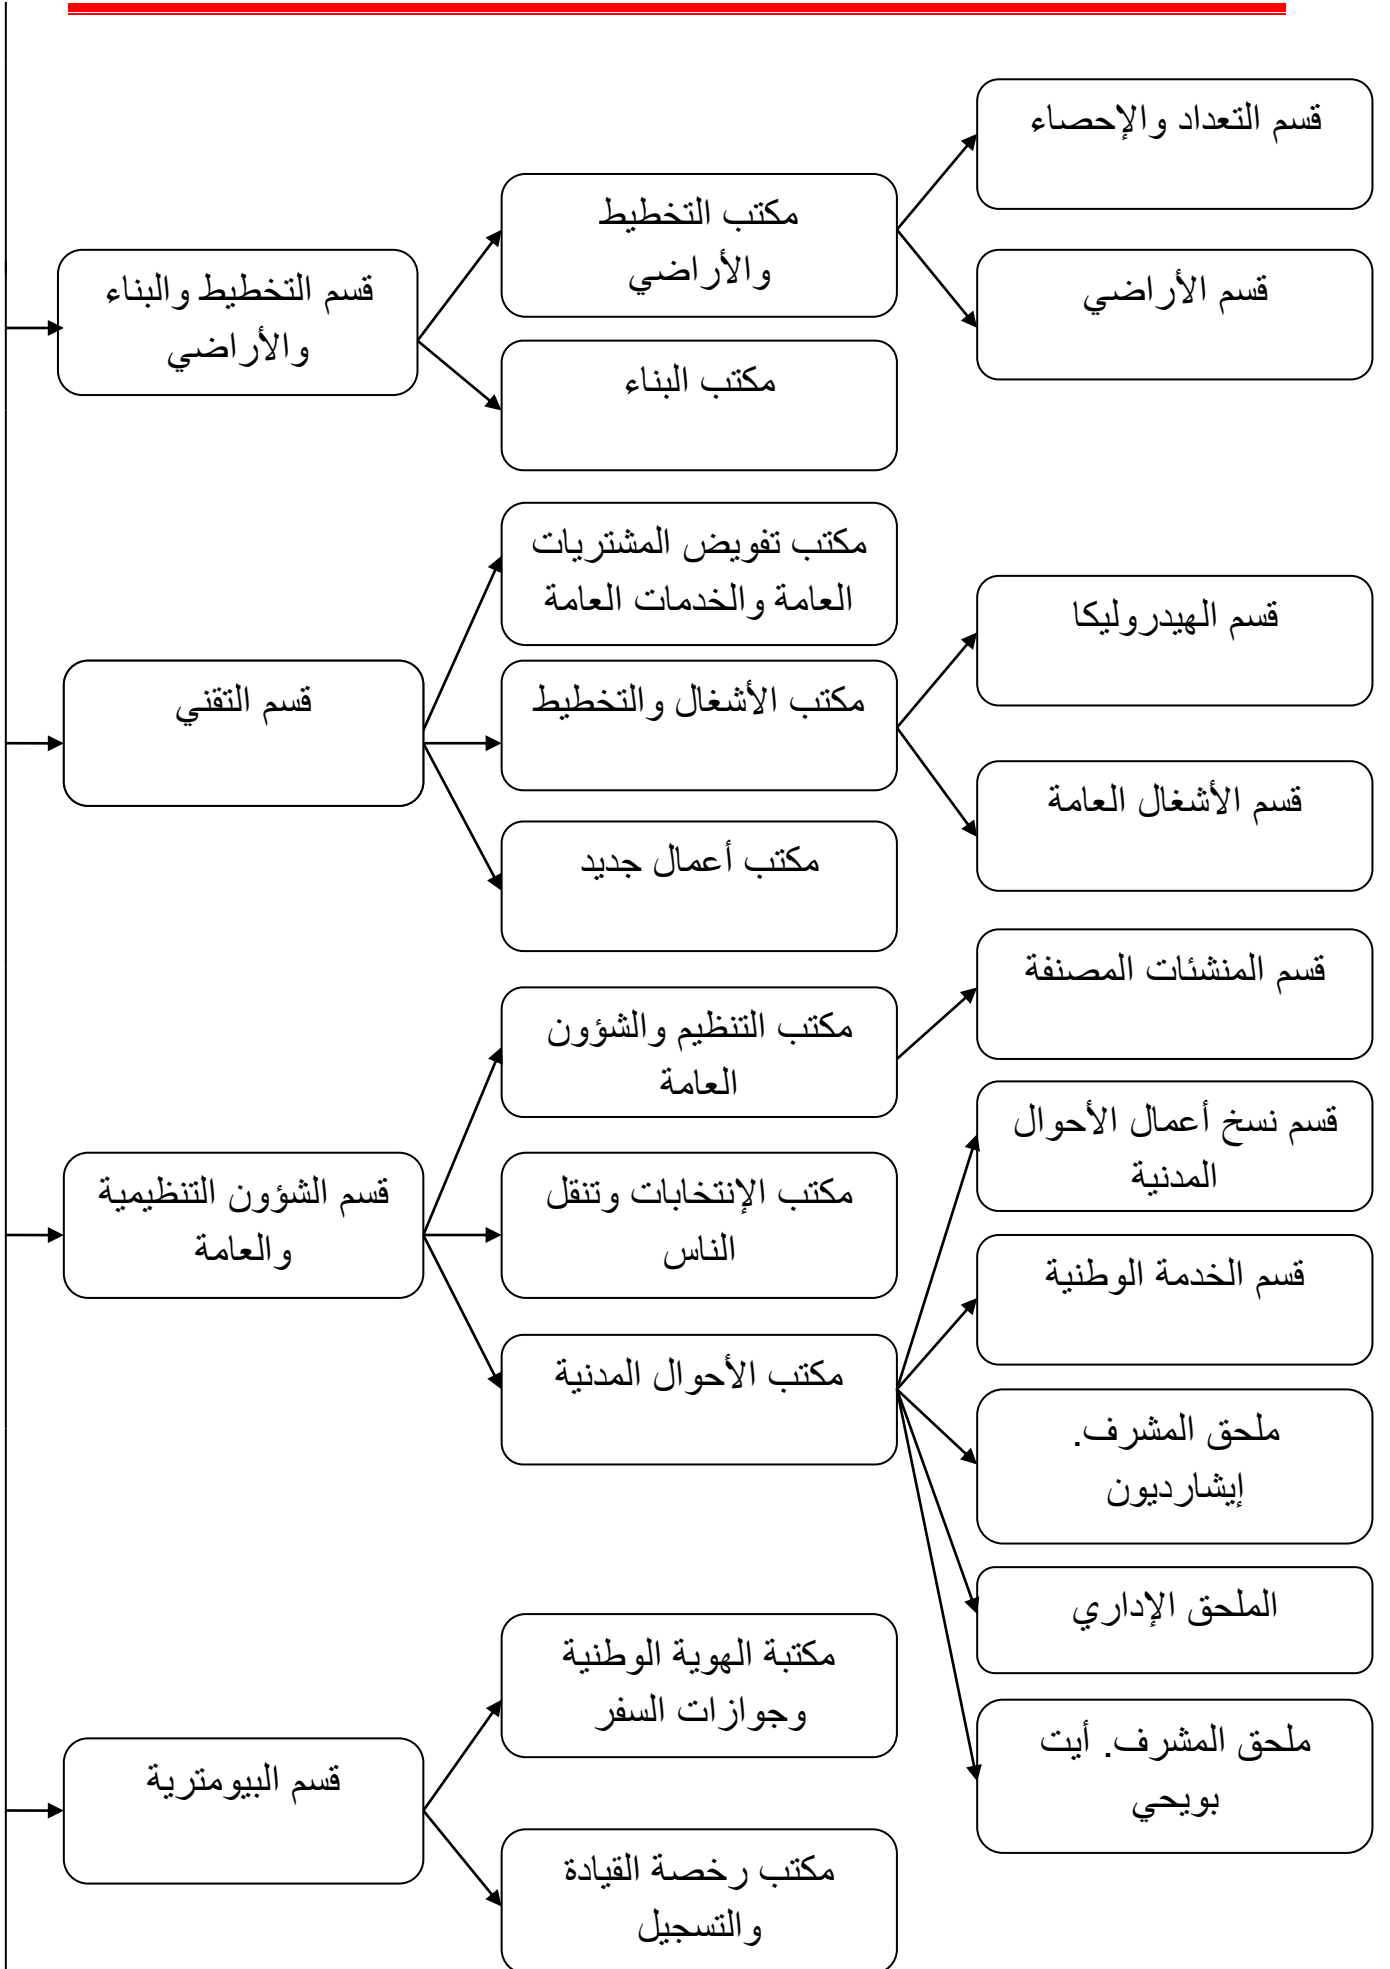 قسم التخطيط والبناء
والأراضي
مكتب التخطيط
والأراضي
قسم التعداد والإحصاء
قسم الأراضي
مكتب البناء
قسم التقني
مكتب تفويض المشتريات
العامة والخدمات العامة
مكتب الأشغال والتخطيط
قسم الهيدروليكا
قسم الأشغال العامة
مكتب أعمال جديد
قسم الشؤون التنظيمية
والعامة
مكتب التنظيم والشؤون
العامة
قسم المنشئات المصنفة
مكتب الإنتخابات وتنقل
الناس
مكتب الأحوال المدنية
قسم نسخ أعمال الأحوال
المدنية
قسم الخدمة الوطنية
ملحق المشرف.
إيشارديون
الملحق الإداري
ملحق المشرف. أيت
بويحي
قسم البيومترية
مكتبة الهوية الوطنية
وجوازات السفر
مكتب رخصة القيادة
والتسجيل